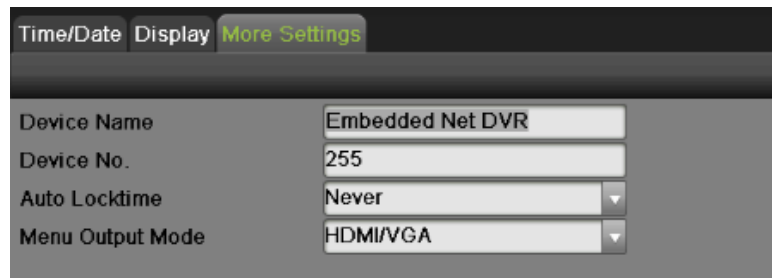 Time/Date Display More Settings
Device Name Embedded Net DVR
Device No. 255
Auto Locktime Never
Menu Output Mode HDMI/VGA